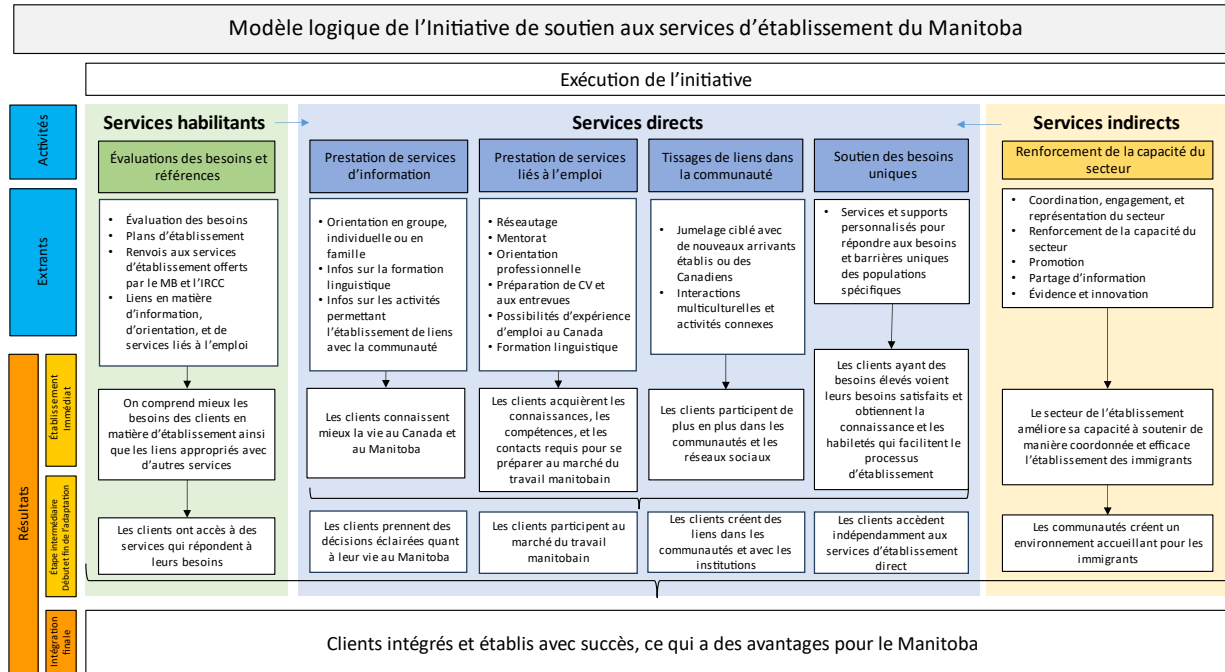 Modèle logique de l'Initiative de soutien aux services d'établissement du Manitoba
Exécution de l'initiative
Activités
Services habilitants
Services directs
Services indirects
Évaluations des besoins et
références
Prestation de services
d'information
Prestation de services
liés à l'emploi
Tissages de liens dans
la communauté
Soutien des besoins
uniques
Renforcement de la capacité du
secteur
Extrants
• Évaluation des besoins
• Plans d'établissement
• Renvois aux services
d'établissement offerts
par le MB et l'IRCC
• Liens en matière
d'information,
d'orientation, et de
services liés à l'emploi
• Orientation en groupe,
individuelle ou en
famille
• Infos sur la formation
linguistique
• Infos sur les activités
permettant
l'établissement de liens
avec la communauté
• Réseautage
• Mentorat
• Orientation
professionnelle
• Préparation de CV et
aux entrevues
• Possibilités d'expérience
d'emploi au Canada
• Formation linguistique
• Jumelage ciblé avec
de nouveaux arrivants
établis ou des
Canadiens
• Interactions
multiculturelles et
activités connexes
• Services et supports
personnalisés pour
répondre aux besoins
et barrières uniques
des populations
spécifiques
• Coordination, engagement, et
représentation du secteur
• Renforcement de la capacité du
secteur
• Promotion
• Partage d'information
• Évidence et innovation
Résultats
Établissement
Immédiat
On comprend mieux les
besoins des clients en
matière d'établissement ainsi
que les liens appropriés avec
d'autres services
Les clients connaissent
mieux la vie au Canada et
au Manitoba
Les clients acquièrent les
connaissances, les
compétences, et les
contacts requis pour se
préparer au marché du
travail manitobain
Les clients participent de
plus en plus dans les
communautés et les
réseaux sociaux
Les clients ayant des
besoins élevés voient
leurs besoins satisfaits et
obtiennent la
connaissance et les
habiletés qui facilitent le
processus
d'établissement
Le secteur de l'établissement
améliore sa capacité à soutenir de
manière coordonnée et efficace
l'établissement des immigrants
Étape intermédiaire
Début et fin de l'adaptation
Les clients ont accès à des
services qui répondent à
leurs besoins
Les clients prennent des
décisions éclairées quant
à leur vie au Manitoba
Les clients participent au
marché du travail
manitobain
Les clients créent des
liens dans les
communautés et avec les
institutions
Les clients accèdent
indépendamment aux
services d'établissement
direct
Les communautés créent un
environnement accueillant pour les
immigrants
Intégration
finale
Clients intégrés et établis avec succès, ce qui a des avantages pour le Manitoba